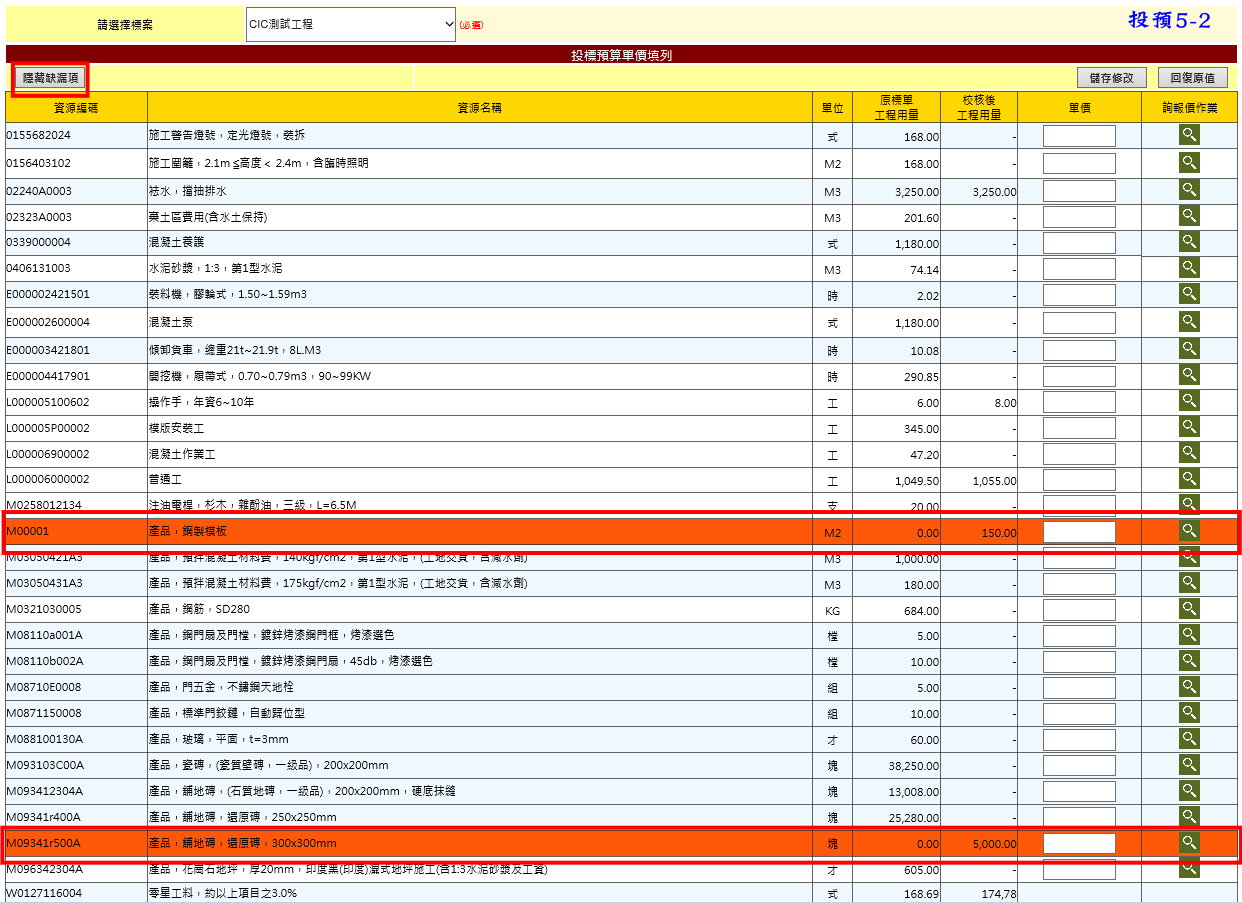 請選擇標案 CIC測試工程 (必選) 投預5-2
投標預算單價填列
隱藏缺漏項 儲存修改 回復原值
資源編碼 資源名稱 單位 原標單工程用量 校核後工程用量 單價 詢報價作業
0155682024 施工警告燈號，定光燈號，裝拆 式 168.00 -
0156403102 施工圍籬，2.1m≦高度＜ 2.4m，含臨時照明 M2 168.00 -
02240A0003 袪水，擋抽排水 M3 3,250.00 3,250.00
02323A0003 棄土區費用(含水土保持) M3 201.60 -
0339000004 混凝土養護 式 1,180.00 -
0406131003 水泥砂漿，1:3，第1型水泥 M3 74.14 -
E000002421501 裝料機，膠輪式，1.50~1.59m3 時 2.02 -
E000002600004 混凝土泵 式 1,180.00 -
E000003421801 傾卸貨車，總重21t~21.9t，8L.M3 時 10.08 -
E000004417901 開挖機，履帶式，0.70~0.79m3，90~99KW 時 290.85 -
L000005100602 操作手，年資6~10年 工 6.00 8.00
L000005P00002 模版安裝工 工 345.00 -
L000006900002 混凝土作業工 工 47.20 -
L000006000002 普通工 工 1,049.50 1,055.00
M0258012134 注油電桿，杉木，雜酚油，三級，L=6.5M 支 20.00 -
M00001 產品，鋼製模板 M2 0.00 150.00
M03050421A3 產品，預拌混凝土材料費，140kgf/cm2，第1型水泥，(工地交貨，含減水劑) M3 1,000.00 -
M03050431A3 產品，預拌混凝土材料費，175kgf/cm2，第1型水泥，(工地交貨，含減水劑) M3 180.00 -
M0321030005 產品，鋼筋，SD280 KG 684.00 -
M08110a001A 產品，鋼門扇及門樘，鍍鋅烤漆鋼門框，烤漆選色 樘 5.00 -
M08110b002A 產品，鋼門扇及門樘，鍍鋅烤漆鋼門扇，45db，烤漆選色 樘 10.00 -
M08710E0008 產品，門五金，不鏽鋼天地栓 組 5.00 -
M0871150008 產品，標準門鉸鏈，自動歸位型 組 10.00 -
M088100130A 產品，玻璃，平面，t=3mm 才 60.00 -
M093103C00A 產品，瓷磚，(瓷質壁磚，一級品)，200x200mm 塊 38,250.00 -
M093412304A 產品，舖地磚，(石質地磚，一級品)，200x200mm，硬底抹縫 塊 13,008.00 -
M09341r400A 產品，舖地磚，還原磚，250x250mm 塊 25,280.00 -
M09341r500A 產品，舖地磚，還原磚，300x300mm 塊 0.00 5,000.00
M096342304A 產品，花崗石地坪，厚20mm，印度黑(印度)濕式地坪施工(含1:3水泥砂漿及工資) 才 605.00 -
W0127116004 零星工料，約以上項目之3.0% 式 168.69 174,78